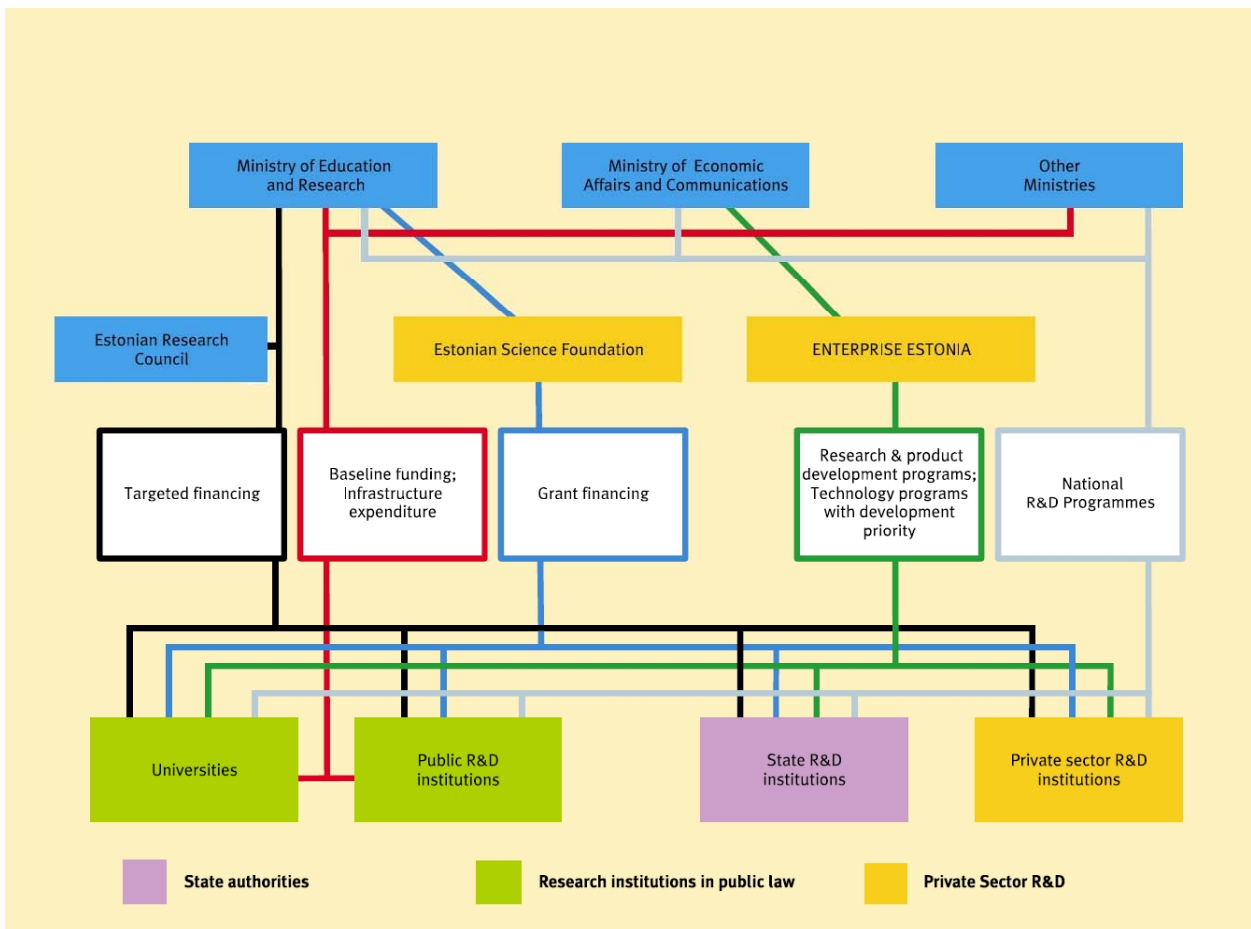 Ministry of Education
and Research
Ministry of Economic
Affairs and Communications
Other
Ministries
Estonian Research
Council
Estonian Science Foundation
ENTERPRISE ESTONIA
Targeted financing
Baseline funding;
Infrastructure
expenditure
Grant financing
Research & product
development programs;
Technology programs
with development
priority
National
R&D Programmes
Universities
Public R&D
institutions
State R&D
institutions
Private sector R&D
institutions
State authorities
Research institutions in public law
Private Sector R&D